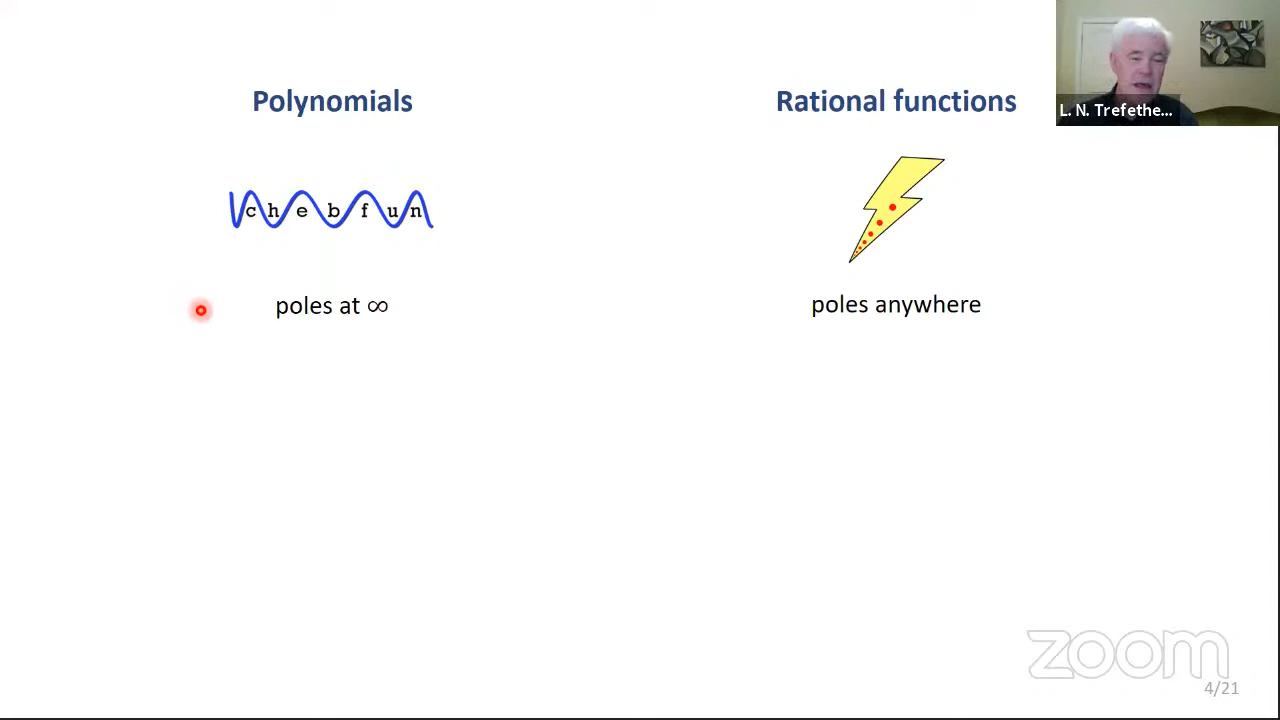 Polynomials
Rational functions
L. N. Trefethe...
chebfun
poles at ∞
poles anywhere
zoom
4/21